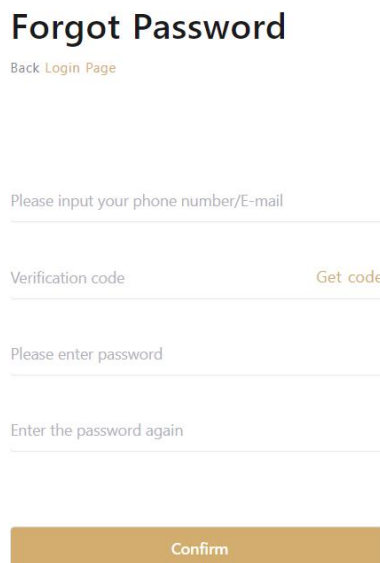 Forgot Password
Back Login Page
Please input your phone number/E-mail
Verification code Get code
Please enter password
Enter the password again
Confirm